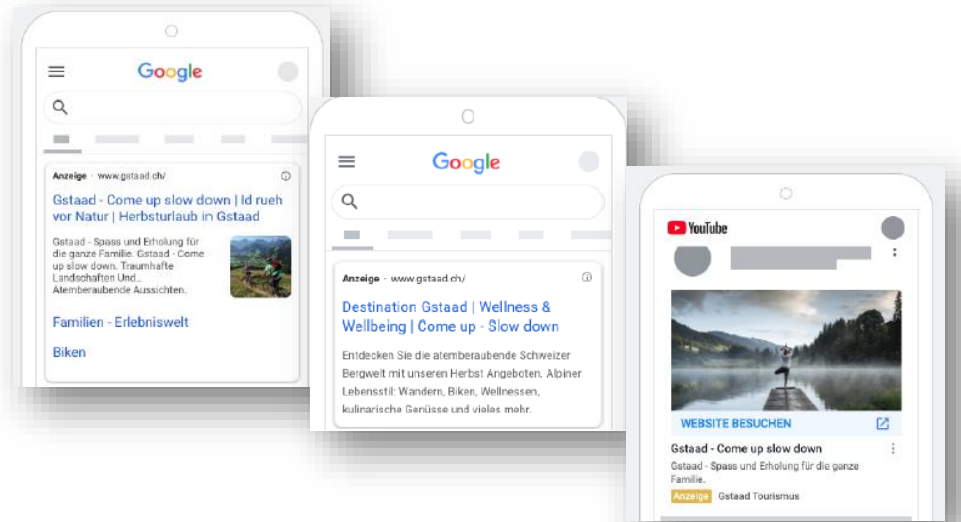 Google
Anzeige · www.gstaad.ch/
Gstaad - Come up slow down | Id rueh
vor Natur | Herbsturlaub in Gstaad
Gstaad - Spass und Erholung für
die ganze Familie. Gstaad - Come
up slow down. Traumhafte
Landschaften Und...
Atemberaubende Aussichten.
Familien - Erlebniswelt
Biken
Google
Anzeige · www.gstaad.ch/
Destination Gstaad | Wellness &
Wellbeing | Come up - Slow down
Entdecken Sie die atemberaubende Schweizer
Bergwelt mit unseren Herbst Angeboten. Alpiner
Lebensstil: Wandern, Biken, Wellnessen,
kulinarische Genüsse und vieles mehr.
YouTube
WEBSITE BESUCHEN
Gstaad - Come up slow down
Gstaad - Spass und Erholung für die ganze
Familie.
Anzeige Gstaad Tourismus